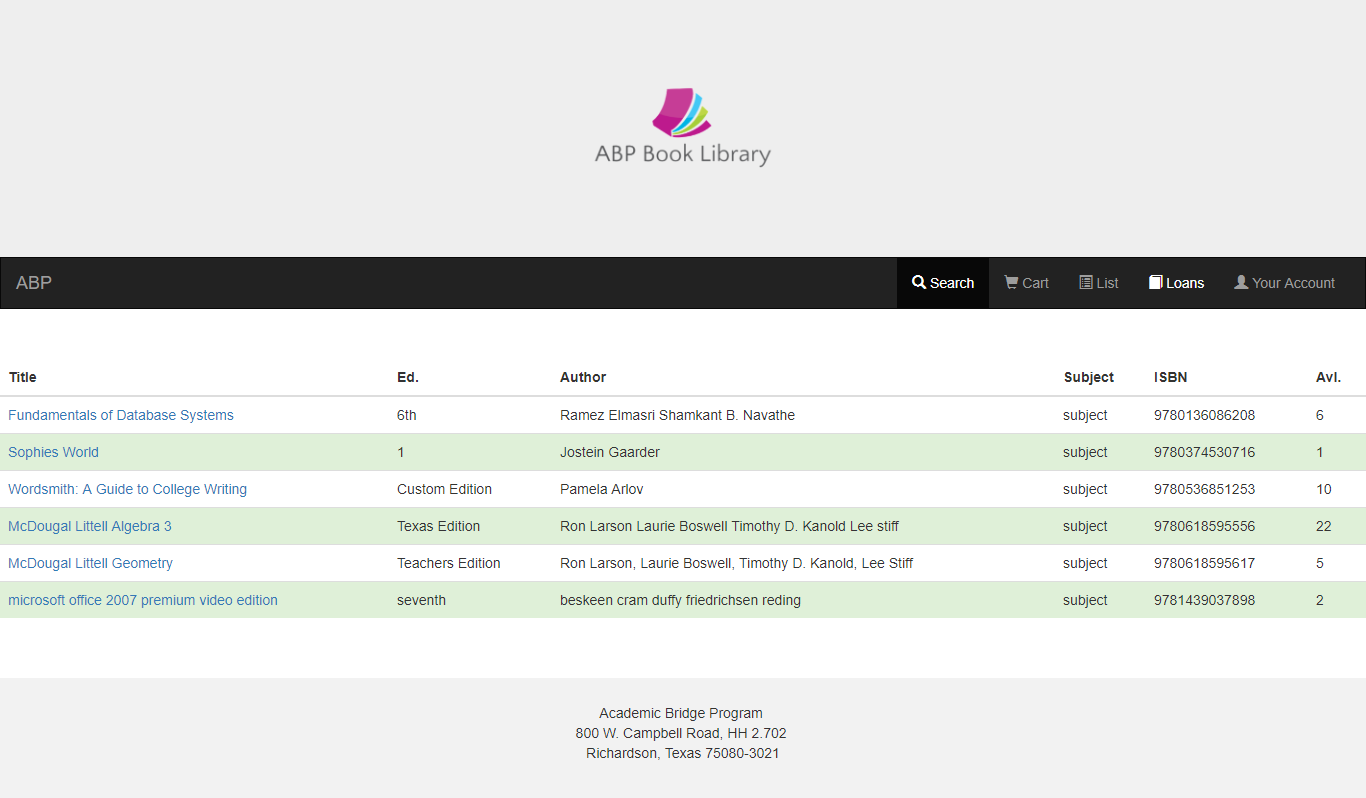 ABP Book Library
ABP Search Cart List Loans Your Account
Title Ed. Author Subject ISBN Avl.
Fundamentals of Database Systems 6th Ramez Elmasri Shamkant B. Navathe subject 9780136086208 6
Sophies World 1 Jostein Gaarder subject 9780374530716 1
Wordsmith: A Guide to College Writing Custom Edition Pamela Arlov subject 9780536851253 10
McDougal Littell Algebra 3 Texas Edition Ron Larson Laurie Boswell Timothy D. Kanold Lee stiff subject 9780618595556 22
McDougal Littell Geometry Teachers Edition Ron Larson, Laurie Boswell, Timothy D. Kanold, Lee Stiff subject 9780618595617 5
microsoft office 2007 premium video edition seventh beskeen cram duffy friedrichsen reding subject 9781439037898 2
Academic Bridge Program
800 W. Campbell Road, HH 2.702
Richardson, Texas 75080-3021